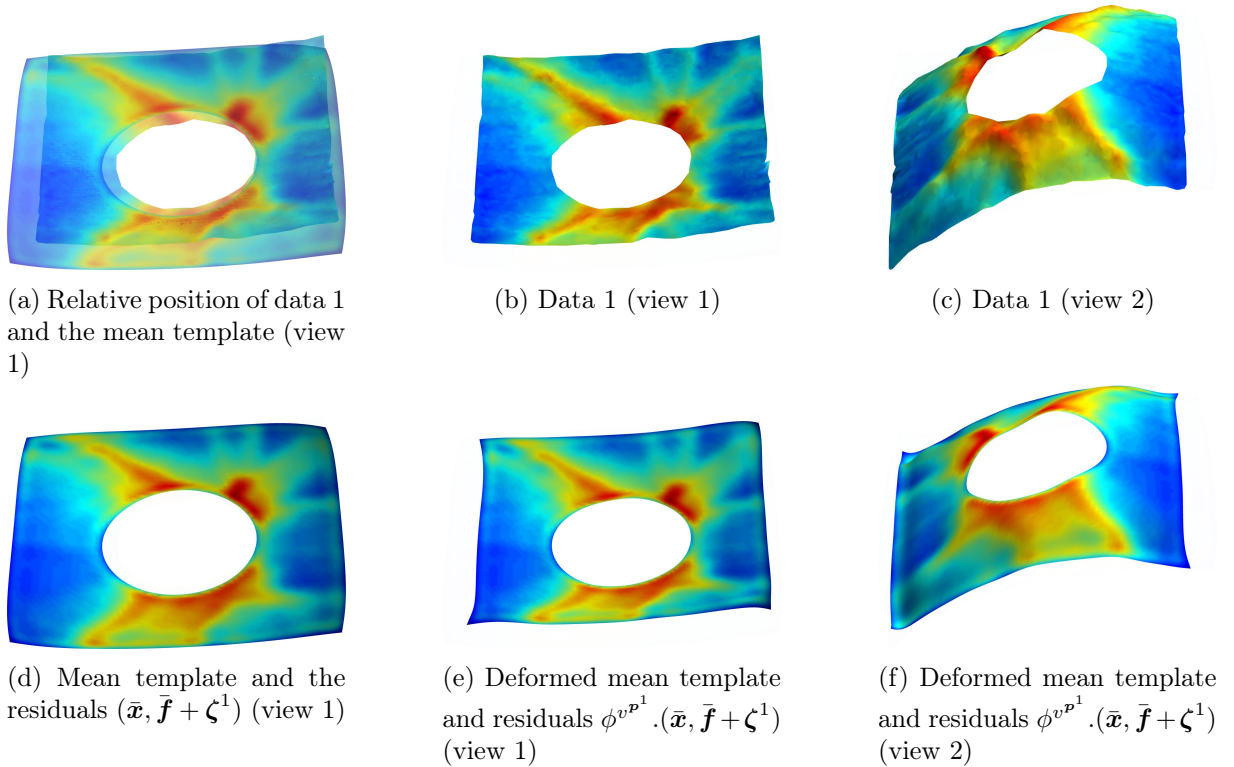 (a) Relative position of data 1
and the mean template (view
1)
(b) Data 1 (view 1)
(c) Data 1 (view 2)
(d) Mean template and the
residuals (x̄, f̄ + ζ¹) (view 1)
(e) Deformed mean template
and residuals ϕ^{v^{p^1}}.(x̄, f̄ + ζ¹)
(view 1)
(f) Deformed mean template
and residuals ϕ^{v^{p^1}}.(x̄, f̄ + ζ¹)
(view 2)